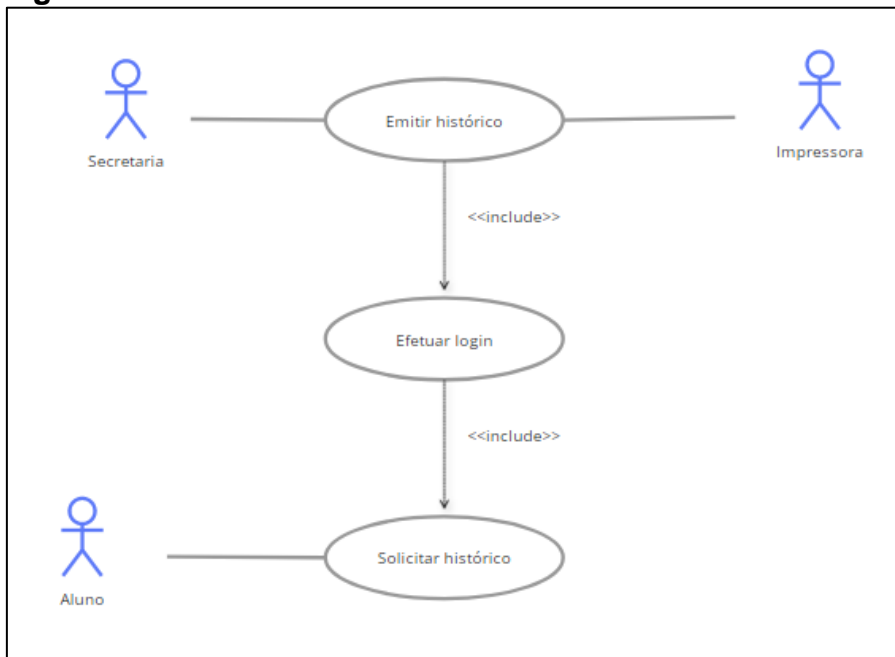 Secretaria
Emitir histórico
Impressora
<<include>>
Efetuar login
<<include>>
Solicitar histórico
Aluno